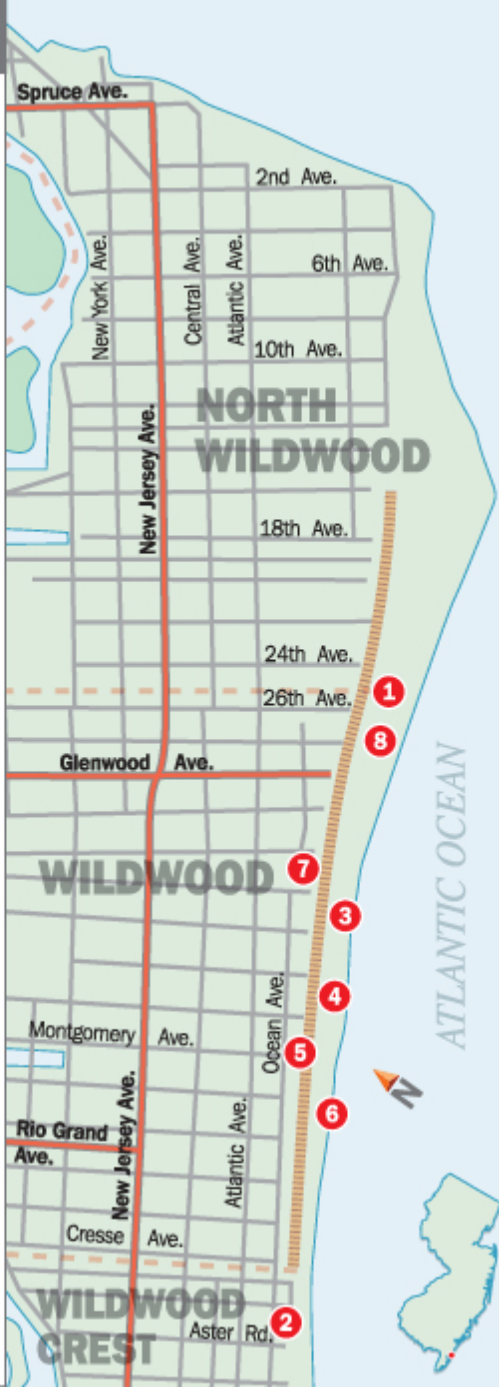 Spruce Ave.
2nd Ave.
New York Ave.
Central Ave.
Atlantic Ave.
6th Ave.
10th Ave.
NORTH
WILDWOOD
New Jersey Ave.
18th Ave.
24th Ave.
26th Ave.
1
8
Glenwood Ave.
ATLANTIC OCEAN
WILDWOOD
7
3
4
Ocean Ave.
Montgomery Ave.
5
N
6
New Jersey Ave.
Atlantic Ave.
Rio Grand
Ave.
Cresse Ave.
WILDWOOD
CREST
Aster Rd.
2